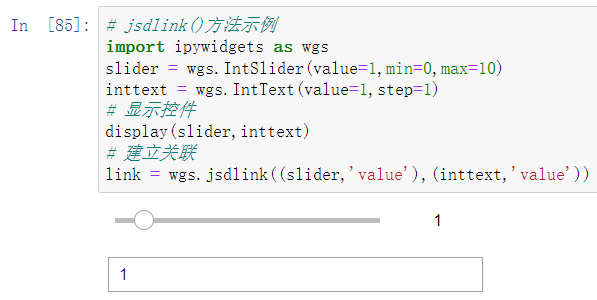 In [85]:
# jsdlink()方法示例
import ipywidgets as wgs
slider = wgs.IntSlider(value=1,min=0,max=10)
inttext = wgs.IntText(value=1,step=1)
# 显示控件
display(slider,inttext)
# 建立关联
link = wgs.jsdlink((slider,'value'),(inttext,'value'))
1
1